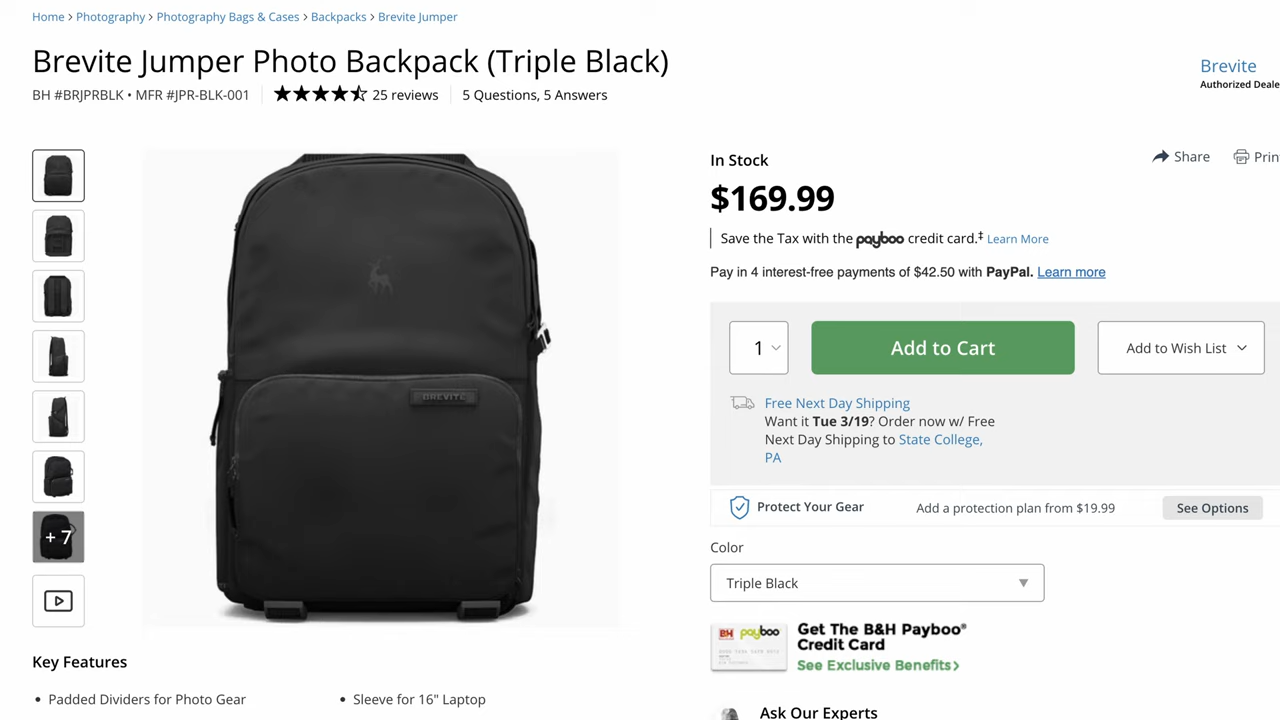 Home > Photography > Photography Bags & Cases > Backpacks > Brevite Jumper
Brevite Jumper Photo Backpack (Triple Black)
BH #BRJPRBLK • MFR #JPR-BLK-001 25 reviews 5 Questions, 5 Answers
Brevite
Authorized Deale
BREVITE
+ 7
In Stock
Share
Prin
$169.99
Save the Tax with the payboo credit card.‡ Learn More
Pay in 4 interest-free payments of $42.50 with PayPal. Learn more
1
Add to Cart
Add to Wish List
Free Next Day Shipping
Want it Tue 3/19? Order now w/ Free
Next Day Shipping to State College,
PA
Protect Your Gear
Add a protection plan from $19.99
See Options
Color
Triple Black
BH payboo
Get The B&H Payboo®
Credit Card
See Exclusive Benefits >
Ask Our Experts
Key Features
• Padded Dividers for Photo Gear
• Sleeve for 16" Laptop